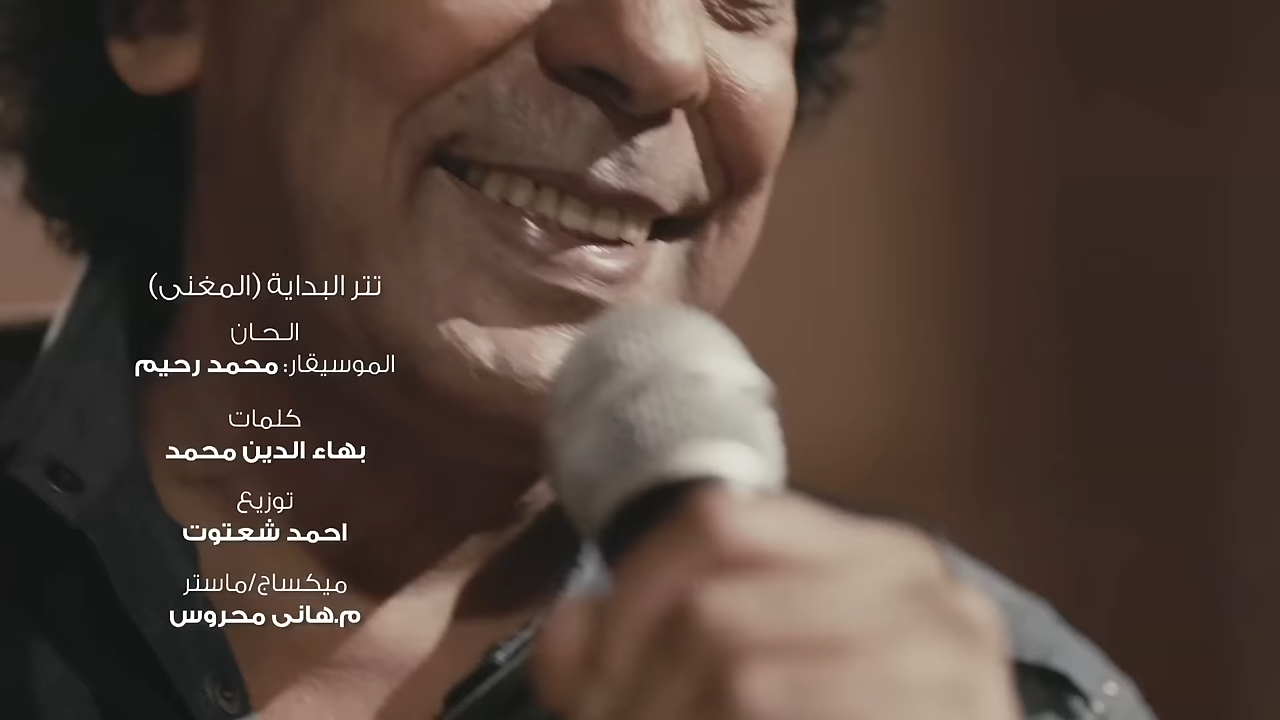 تتر البداية (المغنى)
الحان
الموسيقار: محمد رحيم
كلمات
بهاء الدين محمد
توزيع
احمد شعتوت
ميكساج/ماستر
م.هانى محروس